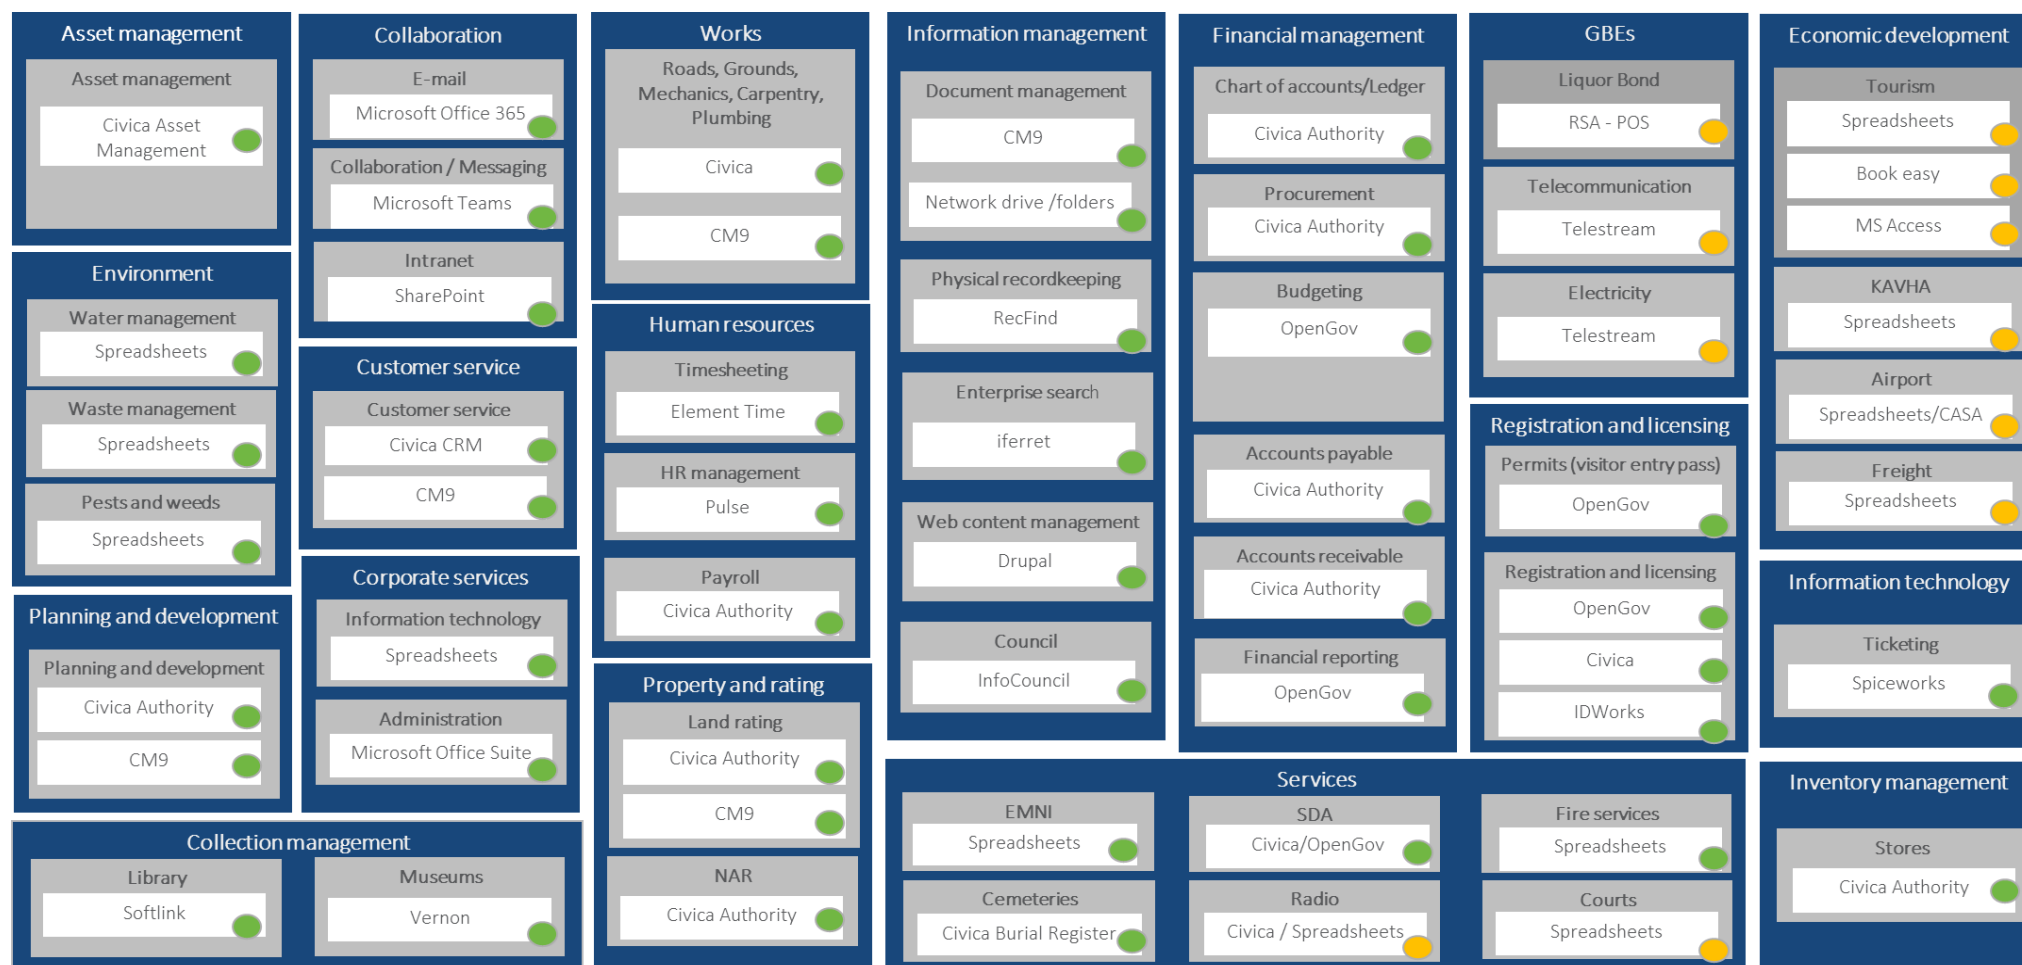 Asset management
Asset management
Civica Asset
Management
Environment
Water management
Spreadsheets
Waste management
Spreadsheets
Pests and weeds
Spreadsheets
Planning and development
Planning and development
Civica Authority
CM9
Collaboration
E-mail
Microsoft Office 365
Collaboration / Messaging
Microsoft Teams
Intranet
SharePoint
Customer service
Customer service
Civica CRM
CM9
Corporate services
Information technology
Spreadsheets
Administration
Microsoft Office Suite
Collection management
Library
Softlink
Museums
Vernon
Works
Roads, Grounds,
Mechanics, Carpentry,
Plumbing
Civica
CM9
Human resources
Timesheeting
Element Time
HR management
Pulse
Payroll
Civica Authority
Property and rating
Land rating
Civica Authority
CM9
NAR
Civica Authority
Information management
Document management
CM9
Network drive /folders
Physical recordkeeping
RecFind
Enterprise search
iferret
Web content management
Drupal
Council
InfoCouncil
Financial management
Chart of accounts/Ledger
Civica Authority
Procurement
Civica Authority
Budgeting
OpenGov
Accounts payable
Civica Authority
Accounts receivable
Civica Authority
Financial reporting
OpenGov
GBEs
Liquor Bond
RSA - POS
Telecommunication
Telestream
Electricity
Telestream
Registration and licensing
Permits (visitor entry pass)
OpenGov
Registration and licensing
OpenGov
Civica
IDWorks
Services
EMNI
Spreadsheets
SDA
Civica/OpenGov
Fire services
Spreadsheets
Cemeteries
Civica Burial Register
Radio
Civica / Spreadsheets
Courts
Spreadsheets
Economic development
Tourism
Spreadsheets
Book easy
MS Access
KAVHA
Spreadsheets
Airport
Spreadsheets/CASA
Freight
Spreadsheets
Information technology
Ticketing
Spiceworks
Inventory management
Stores
Civica Authority